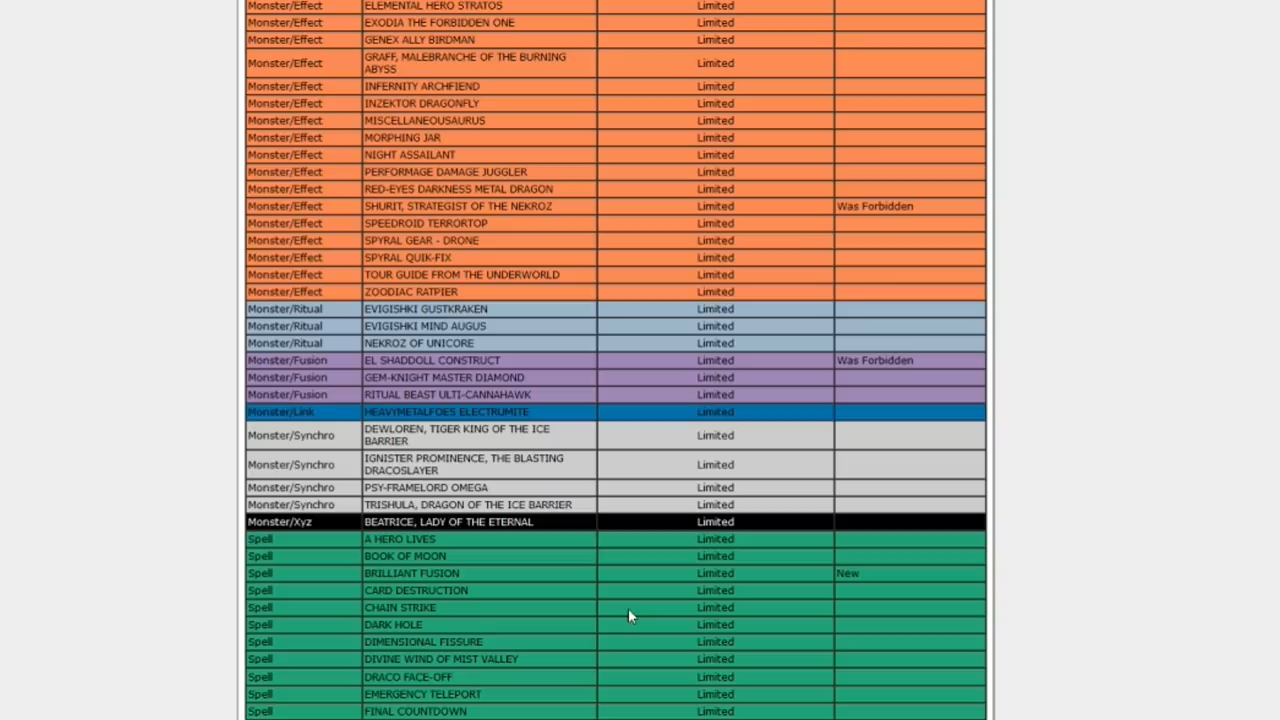 Monster/Effect ELEMENTAL HERO STRATOS Limited
Monster/Effect EXODIA THE FORBIDDEN ONE Limited
Monster/Effect GENEX ALLY BIRDMAN Limited
Monster/Effect GRAFF, MALEBRANCHE OF THE BURNING Limited
ABYSS
Monster/Effect INFERNITY ARCHFIEND Limited
Monster/Effect INZEKTOR DRAGONFLY Limited
Monster/Effect MISCELLANEOUSAURUS Limited
Monster/Effect MORPHING JAR Limited
Monster/Effect NIGHT ASSAILANT Limited
Monster/Effect PERFORMAGE DAMAGE JUGGLER Limited
Monster/Effect RED-EYES DARKNESS METAL DRAGON Limited
Monster/Effect SHURIT, STRATEGIST OF THE NEKROZ Limited Was Forbidden
Monster/Effect SPEEDROID TERRORTOP Limited
Monster/Effect SPYRAL GEAR - DRONE Limited
Monster/Effect SPYRAL QUIK-FIX Limited
Monster/Effect TOUR GUIDE FROM THE UNDERWORLD Limited
Monster/Effect ZOODIAC RATPIER Limited
Monster/Ritual EVIGISHKI GUSTKRAKEN Limited
Monster/Ritual EVIGISHKI MIND AUGUS Limited
Monster/Ritual NEKROZ OF UNICORE Limited
Monster/Fusion EL SHADDOLL CONSTRUCT Limited Was Forbidden
Monster/Fusion GEM-KNIGHT MASTER DIAMOND Limited
Monster/Fusion RITUAL BEAST ULTI-CANNAHAWK Limited
Monster/Link HEAVYMETALFOES ELECTRUMITE Limited
Monster/Synchro DEWLOREN, TIGER KING OF THE ICE Limited
BARRIER
Monster/Synchro IGNISTER PROMINENCE, THE BLASTING Limited
DRACOSLAYER
Monster/Synchro PSY-FRAMELORD OMEGA Limited
Monster/Synchro TRISHULA, DRAGON OF THE ICE BARRIER Limited
Monster/Xyz BEATRICE, LADY OF THE ETERNAL Limited
Spell A HERO LIVES Limited
Spell BOOK OF MOON Limited
Spell BRILLIANT FUSION Limited New
Spell CARD DESTRUCTION Limited
Spell CHAIN STRIKE Limited
Spell DARK HOLE Limited
Spell DIMENSIONAL FISSURE Limited
Spell DIVINE WIND OF MIST VALLEY Limited
Spell DRACO FACE-OFF Limited
Spell EMERGENCY TELEPORT Limited
Spell FINAL COUNTDOWN Limited